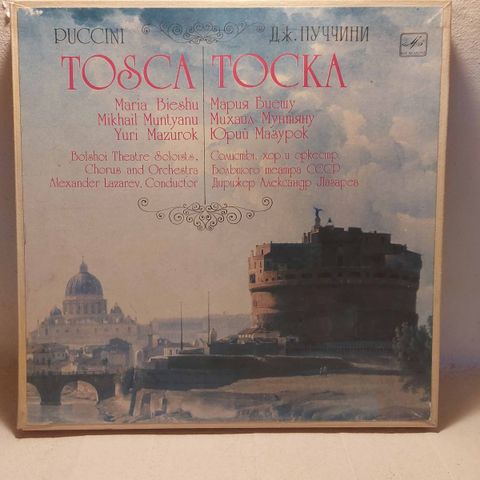 PUCCINI
Дж. ПУЧЧИНИ
TOSCA
ТОСКА
Maria Bieshu
Mikhail Muntyanu
Yuri Mazurok
Мария Биешу
Михаил Мунтяну
Юрий Мазурок
Bolshoi Theatre Soloists,
Chorus and Orchestra
Alexander Lazarev, Conductor
Солисты, хор и оркестр
Большого театра СССР
Дирижер Александр Лазарев